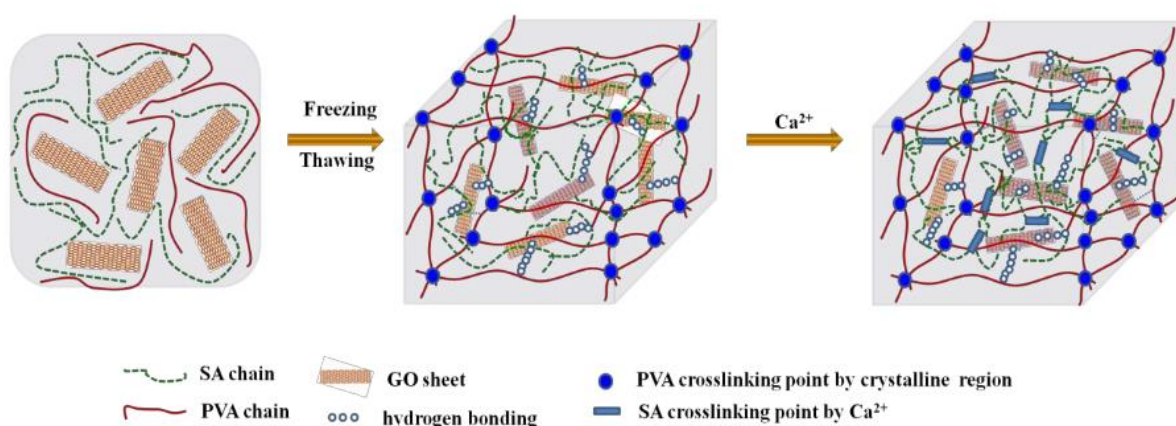 Freezing
Thawing
Ca²⁺
SA chain
GO sheet
PVA crosslinking point by crystalline region
PVA chain
hydrogen bonding
SA crosslinking point by Ca²⁺